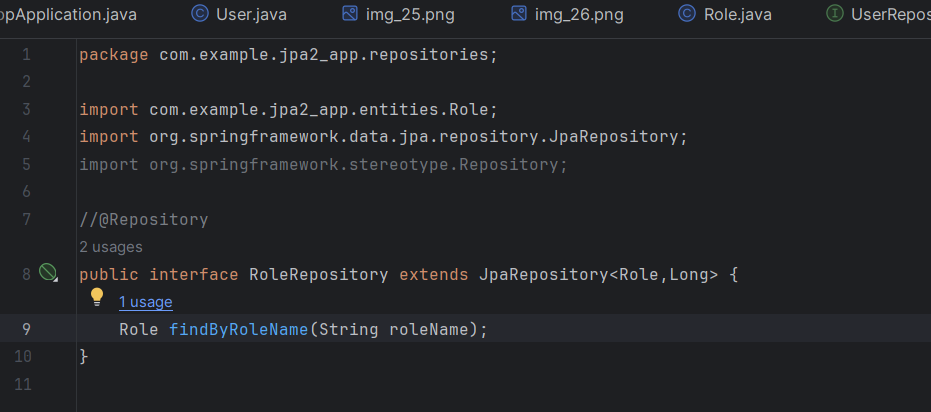 opApplication.java User.java img_25.png img_26.png Role.java UserRepos
1 package com.example.jpa2_app.repositories;
2
3 import com.example.jpa2_app.entities.Role;
4 import org.springframework.data.jpa.repository.JpaRepository;
5 import org.springframework.stereotype.Repository;
6
7 //@Repository
2 usages
8 public interface RoleRepository extends JpaRepository<Role,Long> {
1 usage
9 Role findByRoleName(String roleName);
10 }
11